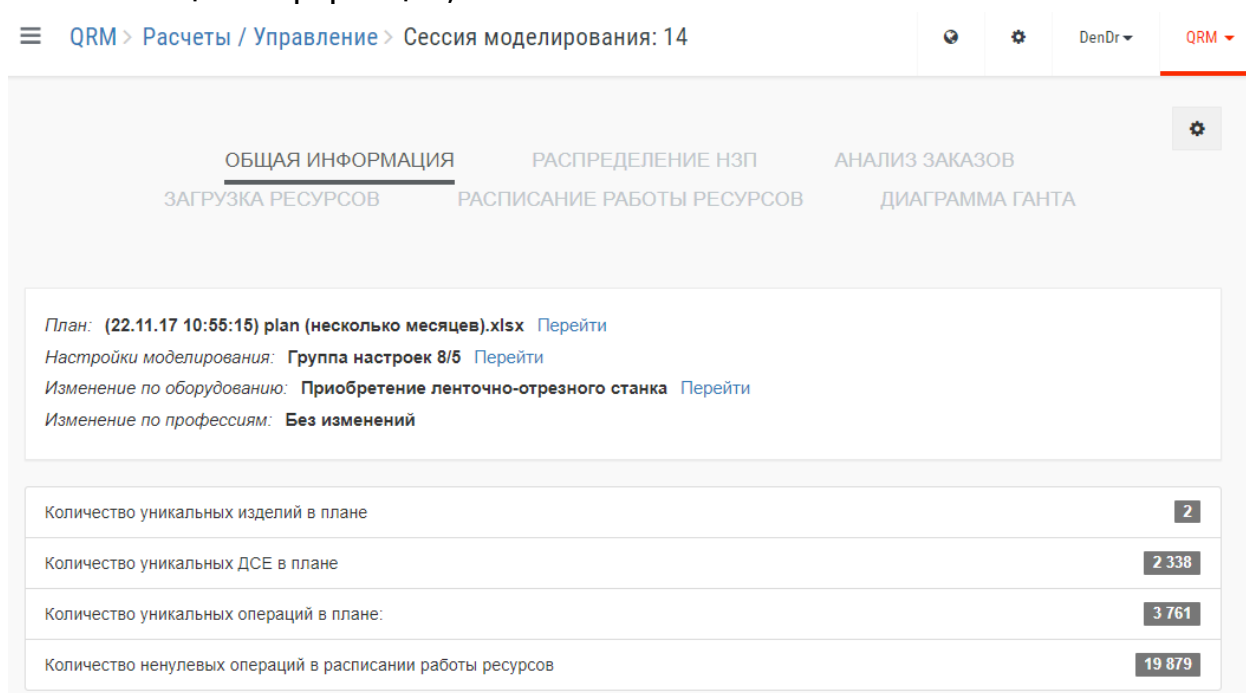 QRM > Расчеты / Управление > Сессия моделирования: 14 DenDr QRM
ОБЩАЯ ИНФОРМАЦИЯ РАСПРЕДЕЛЕНИЕ НЗП АНАЛИЗ ЗАКАЗОВ
ЗАГРУЗКА РЕСУРСОВ РАСПИСАНИЕ РАБОТЫ РЕСУРСОВ ДИАГРАММА ГАНТА
План: (22.11.17 10:55:15) plan (несколько месяцев).xlsx Перейти
Настройки моделирования: Группа настроек 8/5 Перейти
Изменение по оборудованию: Приобретение ленточно-отрезного станка Перейти
Изменение по профессиям: Без изменений
Количество уникальных изделий в плане 2
Количество уникальных ДСЕ в плане 2 338
Количество уникальных операций в плане: 3 761
Количество ненулевых операций в расписании работы ресурсов 19 879